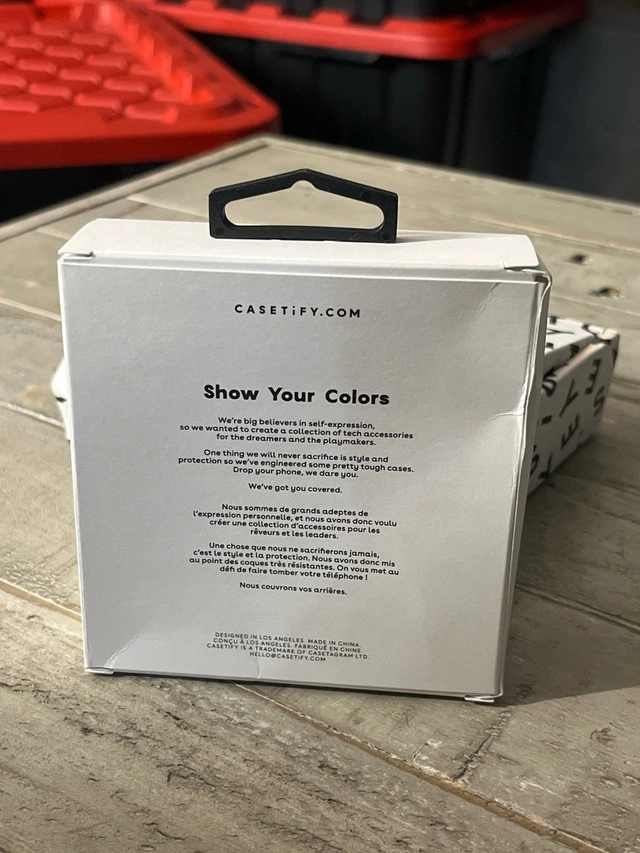 CASETiFY.COM
Show Your Colors
We're big believers in self-expression,
so we wanted to create a collection of tech accessories
for the dreamers and the playmakers.
One thing we will never sacrifice is style and
protection so we've engineered some pretty tough cases.
Drop your phone, we dare you.
We've got you covered.
Nous sommes de grands adeptes de
l'expression personnelle, et nous avons donc voulu
créer une collection d'accessoires pour les
rêveurs et les leaders.
Une chose que nous ne sacrifierons jamais,
c'est le style et la protection. Nous avons donc mis
au point des coques très résistantes. On vous met au
défi de faire tomber votre téléphone !
Nous couvrons vos arrières.
DESIGNED IN LOS ANGELES. MADE IN CHINA.
CONÇU À LOS ANGELES. FABRIQUÉ EN CHINE.
CASETiFY IS A TRADEMARK OF CASETAGRAM LTD.
HELLO@CASETiFY.COM